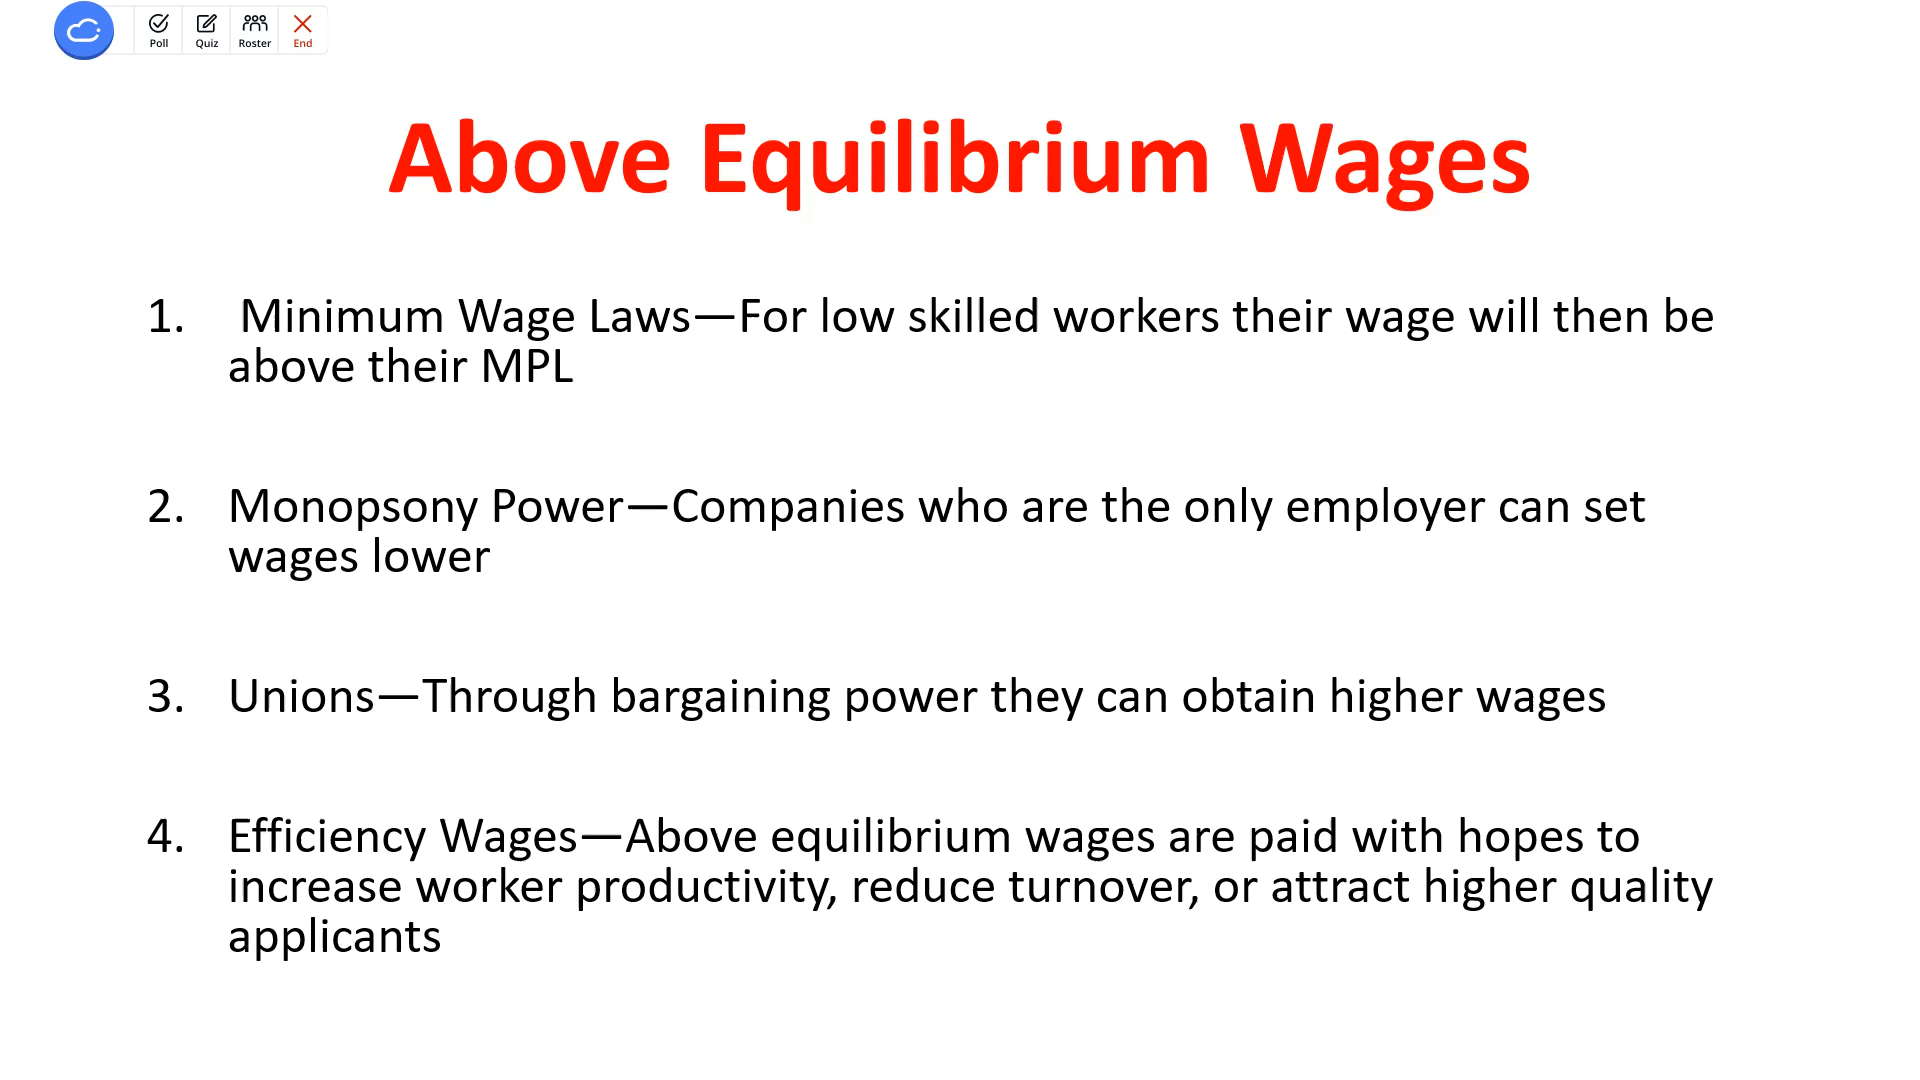 Poll Quiz Roster End
Above Equilibrium Wages
1. Minimum Wage Laws—For low skilled workers their wage will then be
above their MPL
2. Monopsony Power—Companies who are the only employer can set
wages lower
3. Unions—Through bargaining power they can obtain higher wages
4. Efficiency Wages—Above equilibrium wages are paid with hopes to
increase worker productivity, reduce turnover, or attract higher quality
applicants